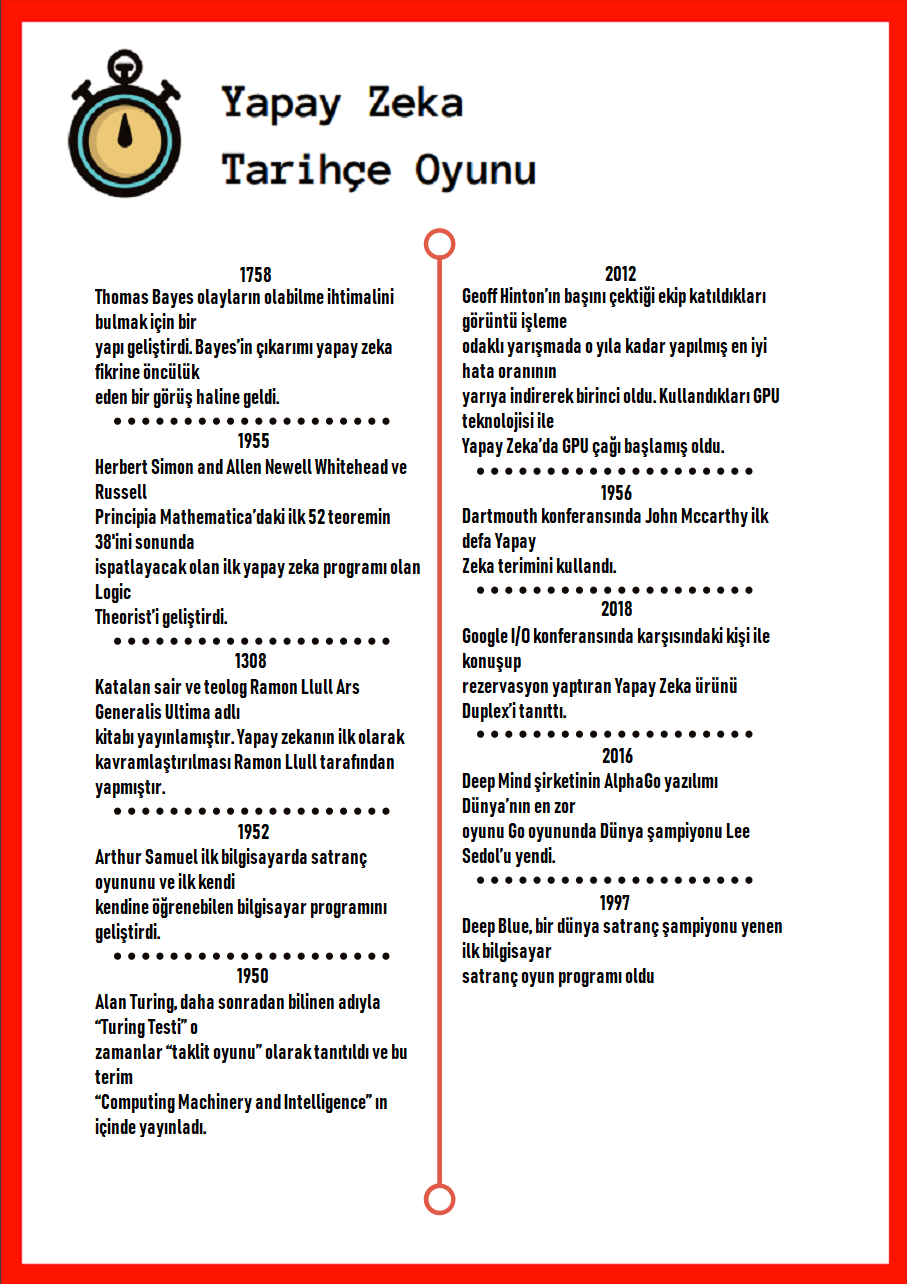 Yapay Zeka
Tarihçe Oyunu
1758
Thomas Bayes olayların olabilme ihtimalini
bulmak için bir
yapı geliştirdi. Bayes’in çıkarımı yapay zeka
fikrine öncülük
eden bir görüş haline geldi.
1955
Herbert Simon and Allen Newell Whitehead ve
Russell
Principia Mathematica’daki ilk 52 teoremin
38'ini sonunda
ispatlayacak olan ilk yapay zeka programı olan
Logic
Theorist’i geliştirdi.
1308
Katalan sair ve teolog Ramon Llull Ars
Generalis Ultima adlı
kitabı yayınlamıştır. Yapay zekanın ilk olarak
kavramlaştırılması Ramon Llull tarafından
yapmıştır.
1952
Arthur Samuel ilk bilgisayarda satranç
oyununu ve ilk kendi
kendine öğrenebilen bilgisayar programını
geliştirdi.
1950
Alan Turing, daha sonradan bilinen adıyla
“Turing Testi” o
zamanlar “taklit oyunu” olarak tanıtıldı ve bu
terim
“Computing Machinery and Intelligence” ın
içinde yayınladı.
2012
Geoff Hinton’ın başını çektiği ekip katıldıkları
görüntü işleme
odaklı yarışmada o yıla kadar yapılmış en iyi
hata oranının
yarıya indirerek birinci oldu. Kullandıkları GPU
teknolojisi ile
Yapay Zeka’da GPU çağı başlamış oldu.
1956
Dartmouth konferansında John Mccarthy ilk
defa Yapay
Zeka terimini kullandı.
2018
Google I/O konferansında karşısındaki kişi ile
konuşup
rezervasyon yaptıran Yapay Zeka ürünü
Duplex’i tanıttı.
2016
Deep Mind şirketinin AlphaGo yazılımı
Dünya’nın en zor
oyunu Go oyununda Dünya şampiyonu Lee
Sedol’u yendi.
1997
Deep Blue, bir dünya satranç şampiyonu yenen
ilk bilgisayar
satranç oyun programı oldu